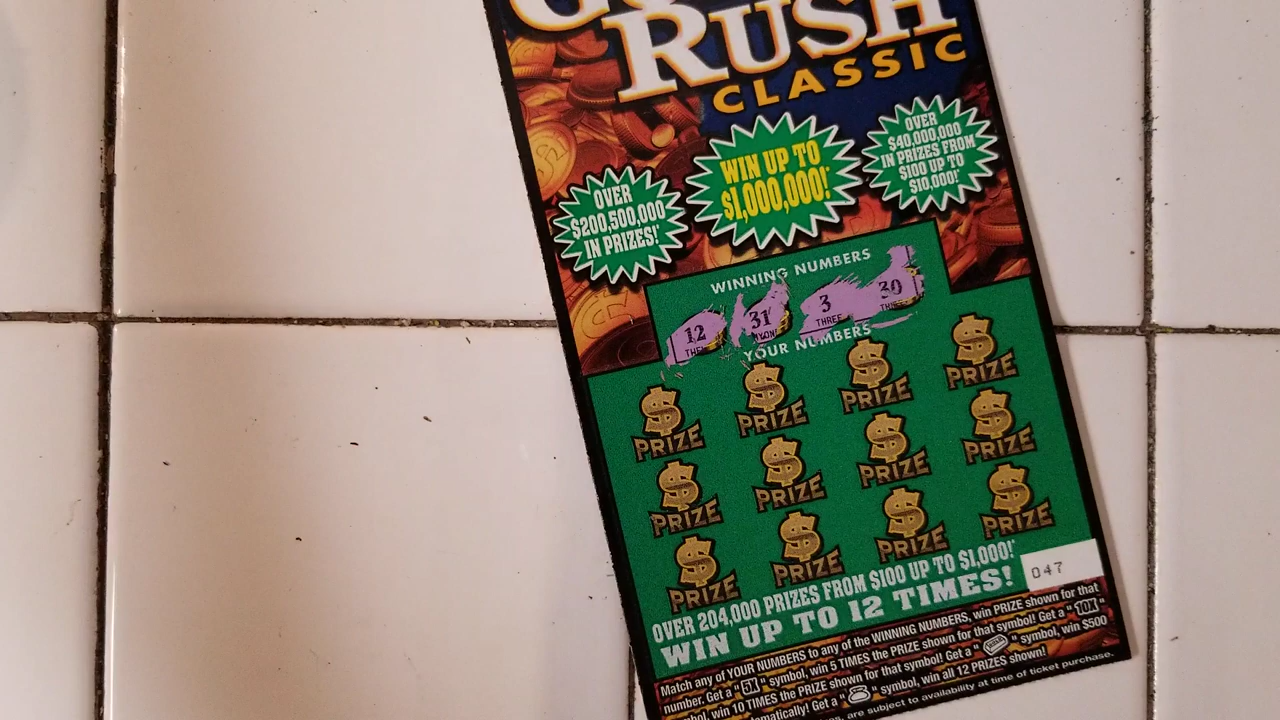 RUSH
CLASSIC
OVER
$200,500,000
IN PRIZES!*
WIN UP TO
$1,000,000!*
OVER
$40,000,000
IN PRIZES FROM
$100 UP TO
$10,000!*
WINNING NUMBERS
12 31 3 30
THREE
YOUR NUMBERS
$ $ $ $
PRIZE PRIZE PRIZE PRIZE
$ $ $ $
PRIZE PRIZE PRIZE PRIZE
$ $ $ $
PRIZE PRIZE PRIZE PRIZE
OVER 204,000 PRIZES FROM $100 UP TO $1,000!*
WIN UP TO 12 TIMES!
047
Match any of YOUR NUMBERS to any of the WINNING NUMBERS, win PRIZE shown for that
number. Get a "5X" symbol, win 5 TIMES the PRIZE shown for that symbol! Get a "10X"
symbol, win 10 TIMES the PRIZE shown for that symbol! Get a " " symbol, win $500
automatically! Get a " " symbol, win all 12 PRIZES shown!
are subject to availability at time of ticket purchase.